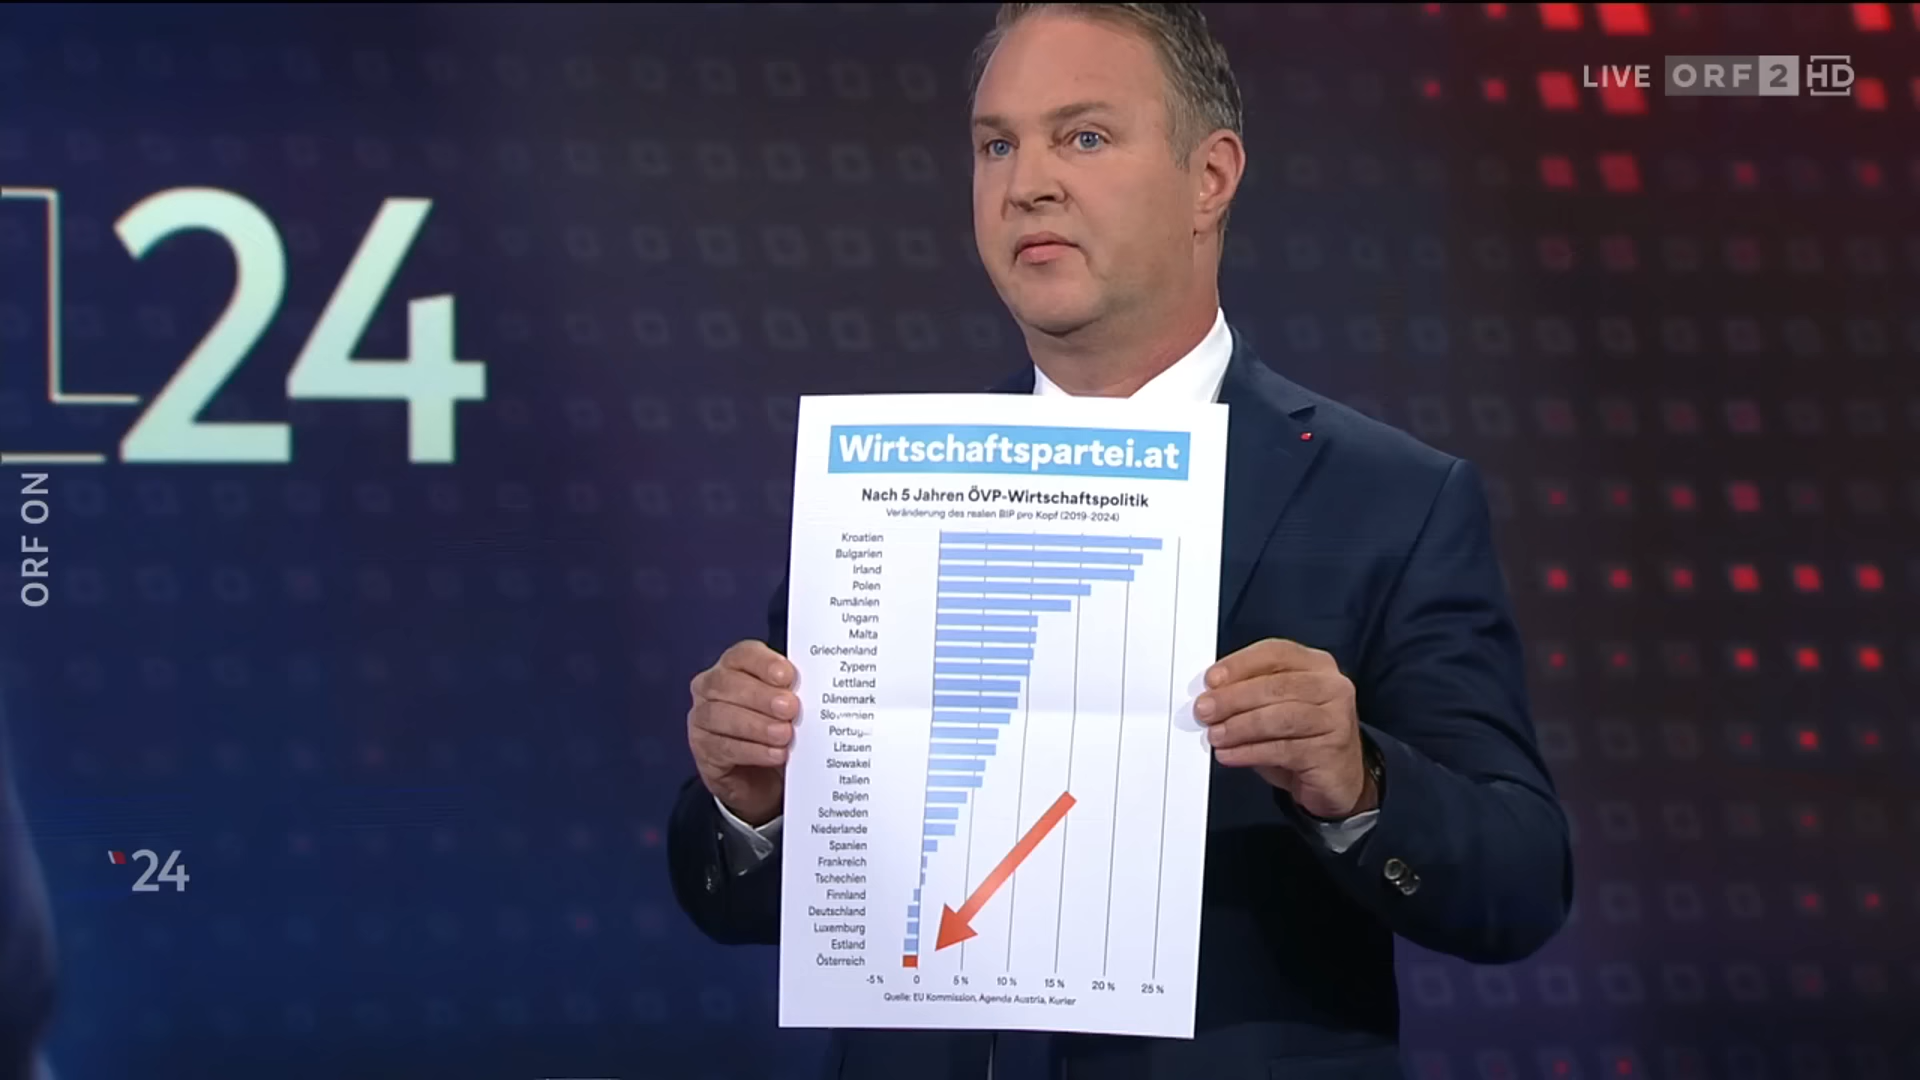 LIVE ORF 2 HD
24
ORF ON
'24
Wirtschaftspartei.at
Nach 5 Jahren ÖVP-Wirtschaftspolitik
Veränderung des realen BIP pro Kopf (2019-2024)
Kroatien
Bulgarien
Irland
Polen
Rumänien
Ungarn
Malta
Griechenland
Zypern
Lettland
Dänemark
Litauen
Slowakei
Italien
Belgien
Schweden
Niederlande
Spanien
Frankreich
Tschechien
Finnland
Deutschland
Luxemburg
Estland
Österreich
-5 % 0 5 % 10 % 15 % 20 % 25 %
Quelle: EU Kommission, Agenda Austria, Kurier